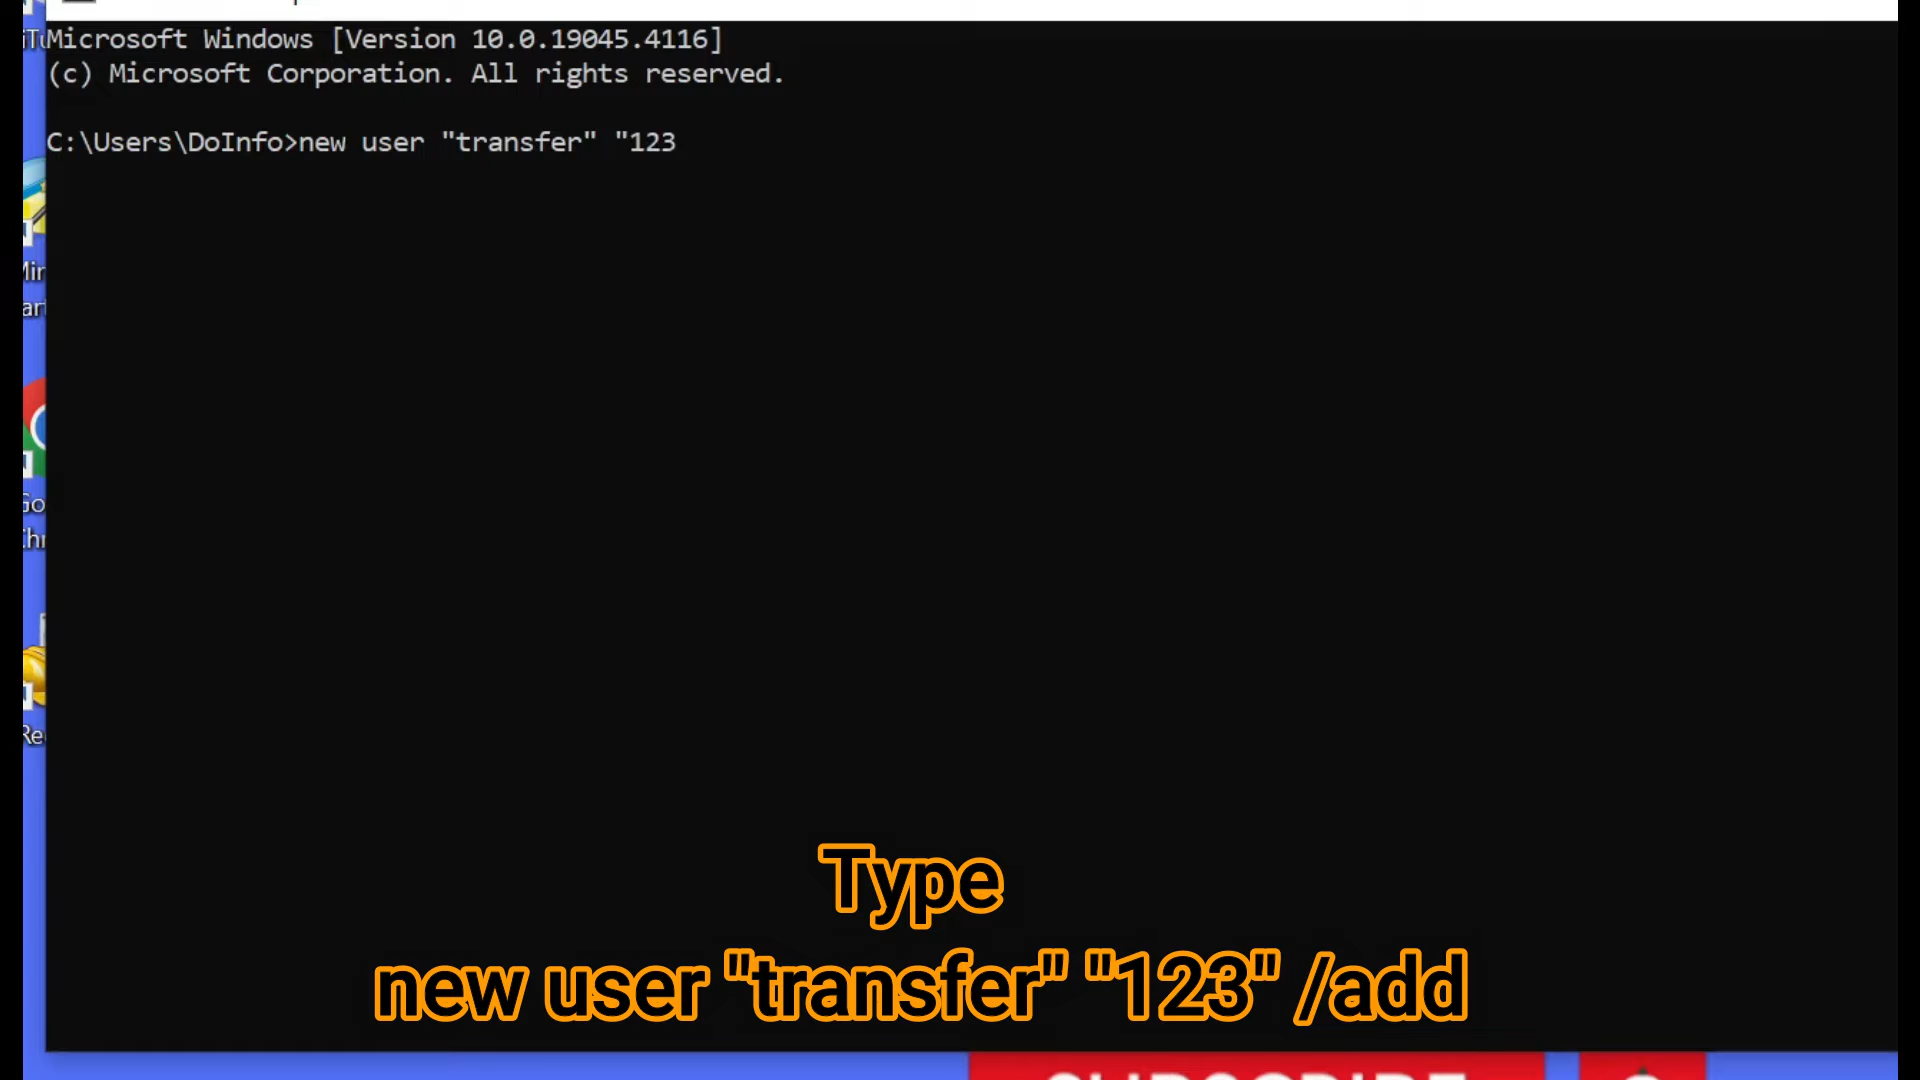 Microsoft Windows [Version 10.0.19045.4116]
(c) Microsoft Corporation. All rights reserved.
C:\Users\DoInfo>new user "transfer" "123
Type
new user "transfer" "123" /add